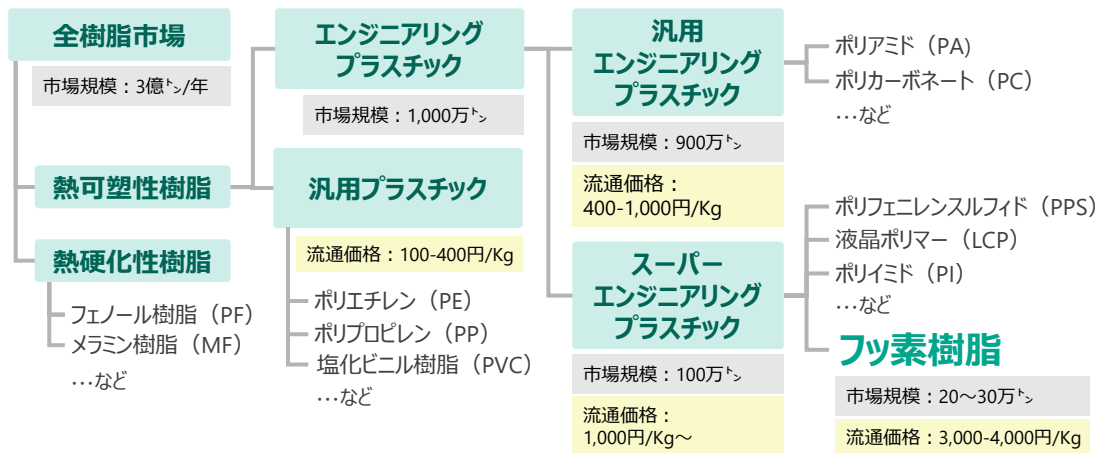 全樹脂市場
市場規模：3億㌧/年
熱可塑性樹脂
熱硬化性樹脂
フェノール樹脂（PF）
メラミン樹脂（MF）
…など
エンジニアリング
プラスチック
市場規模：1,000万㌧
汎用プラスチック
流通価格：100-400円/Kg
ポリエチレン（PE）
ポリプロピレン（PP）
塩化ビニル樹脂（PVC）
…など
汎用
エンジニアリング
プラスチック
市場規模：900万㌧
流通価格：
400-1,000円/Kg
ポリアミド（PA)
ポリカーボネート（PC）
…など
スーパー
エンジニアリング
プラスチック
市場規模：100万㌧
流通価格：
1,000円/Kg～
ポリフェニレンスルフィド（PPS）
液晶ポリマー（LCP）
ポリイミド（PI）
…など
フッ素樹脂
市場規模：20～30万㌧
流通価格：3,000-4,000円/Kg